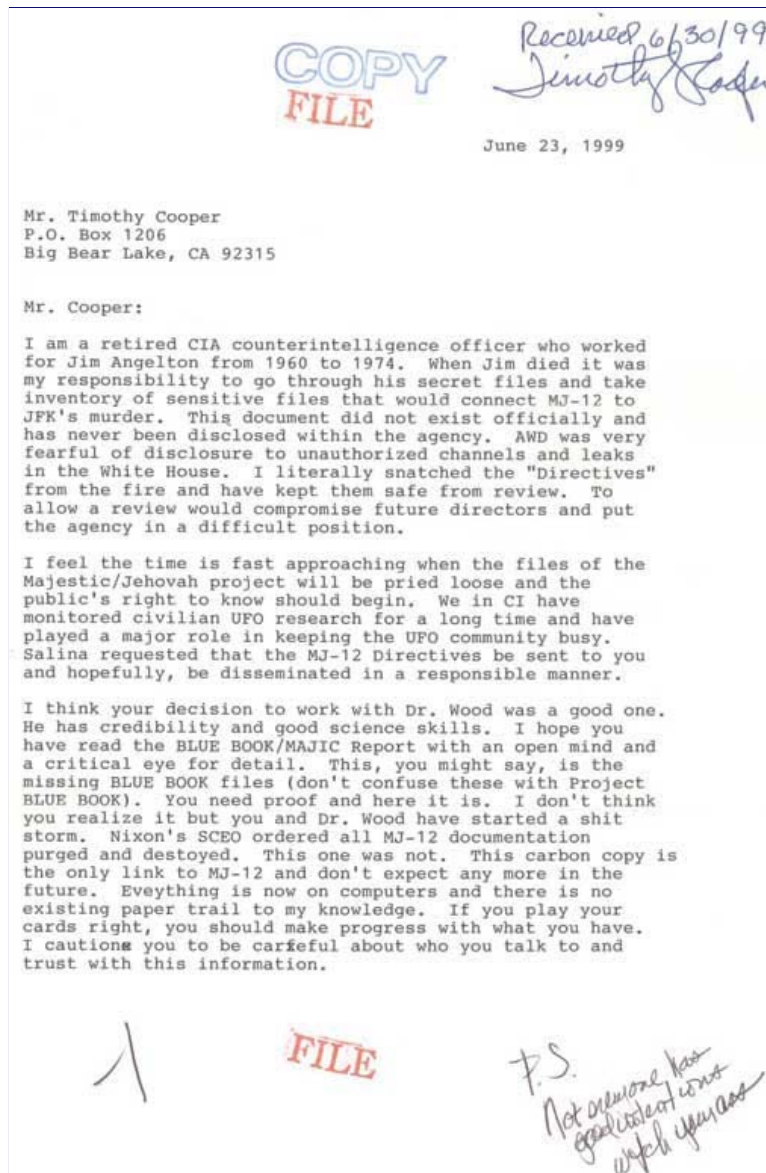 Received 6/30/99
COPY
Timothy Cooper
FILE
June 23, 1999
Mr. Timothy Cooper
P.O. Box 1206
Big Bear Lake, CA 92315
Mr. Cooper:
I am a retired CIA counterintelligence officer who worked
for Jim Angelton from 1960 to 1974.  When Jim died it was
my responsibility to go through his secret files and take
inventory of sensitive files that would connect MJ-12 to
JFK's murder.  This document did not exist officially and
has never been disclosed within the agency.  AWD was very
fearful of disclosure to unauthorized channels and leaks
in the White House.  I literally snatched the "Directives"
from the fire and have kept them safe from review.  To
allow a review would compromise future directors and put
the agency in a difficult position.
I feel the time is fast approaching when the files of the
Majestic/Jehovah project will be pried loose and the
public's right to know should begin.  We in CI have
monitored civilian UFO research for a long time and have
played a major role in keeping the UFO community busy.
Salina requested that the MJ-12 Directives be sent to you
and hopefully, be disseminated in a responsible manner.
I think your decision to work with Dr. Wood was a good one.
He has credibility and good science skills.  I hope you
have read the BLUE BOOK/MAJIC Report with an open mind and
a critical eye for detail.  This, you might say, is the
missing BLUE BOOK files (don't confuse these with Project
BLUE BOOK).  You need proof and here it is.  I don't think
you realize it but you and Dr. Wood have started a shit
storm.  Nixon's SCEO ordered all MJ-12 documentation
purged and destoyed.  This one was not.  This carbon copy is
the only link to MJ-12 and don't expect any more in the
future.  Eveything is now on computers and there is no
existing paper trail to my knowledge.  If you play your
cards right, you should make progress with what you have.
I caution you to be careful about who you talk to and
trust with this information.
FILE
P.S.
Not everyone has
good intentions
watch your ass